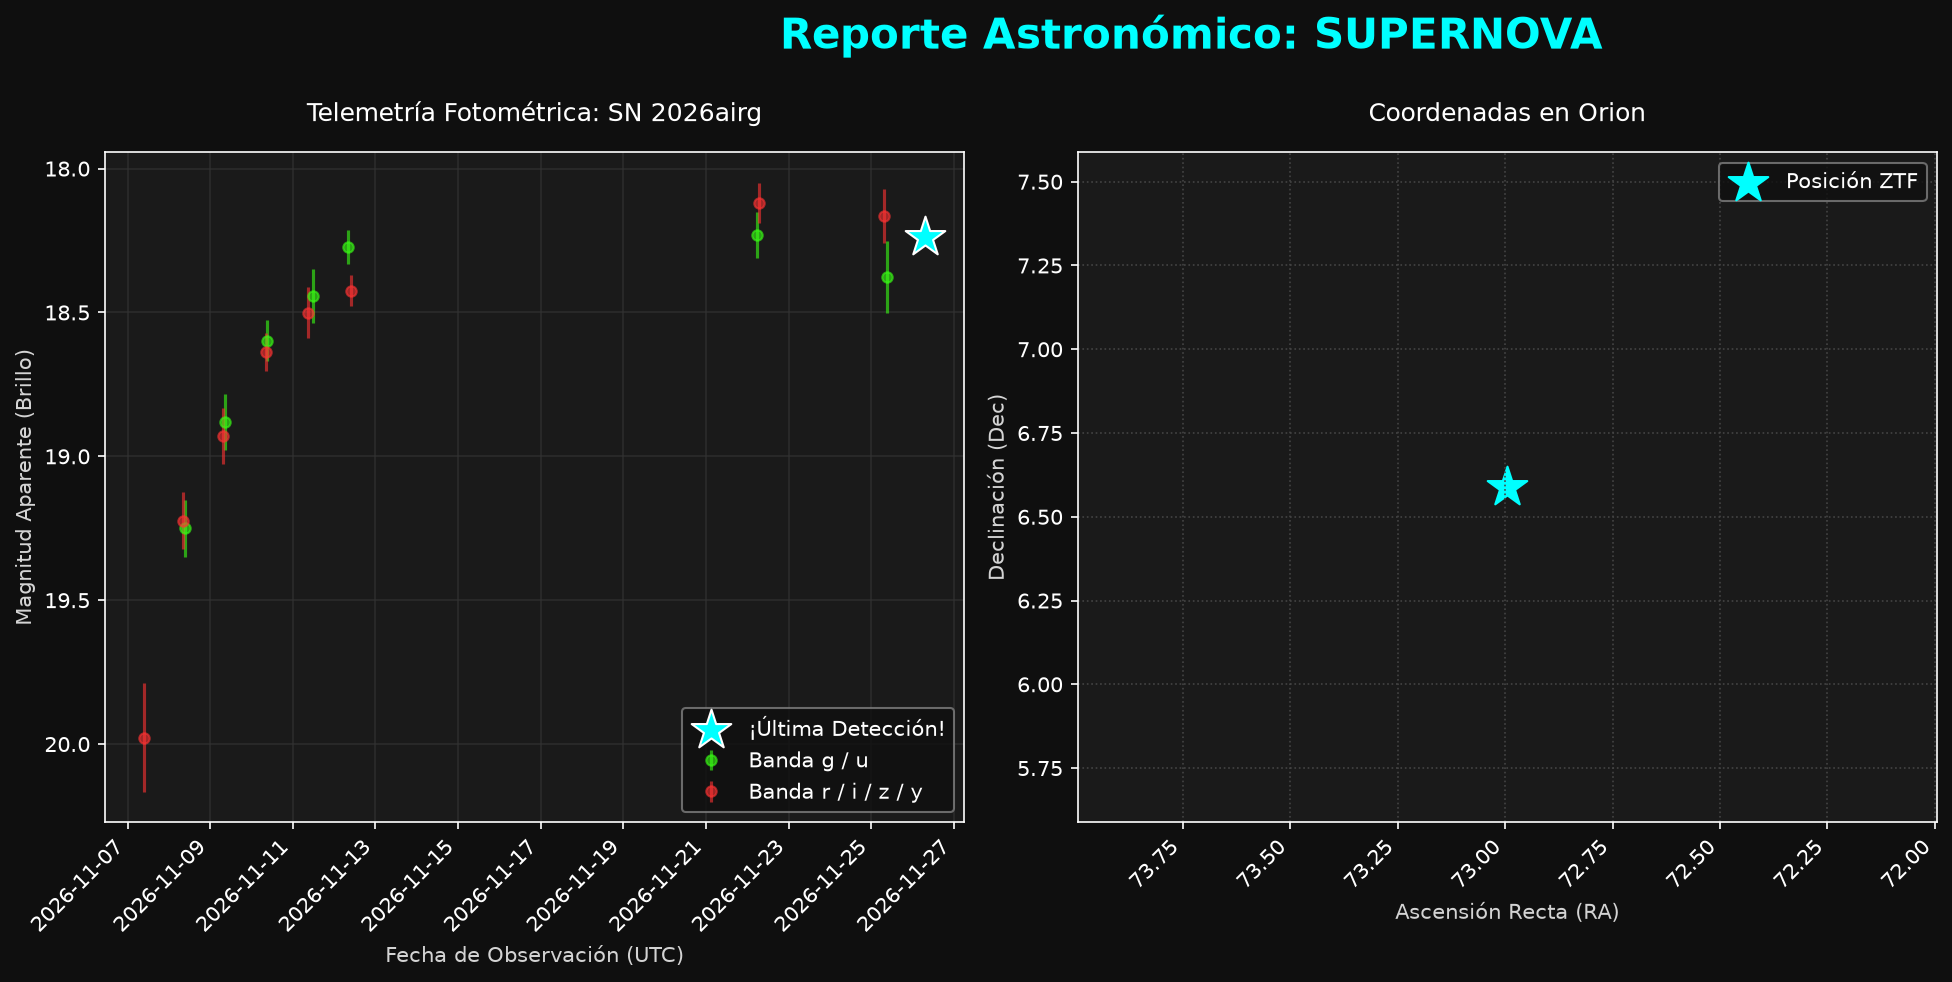 Reporte Astronómico: SUPERNOVA
Telemetría Fotométrica: SN 2026airg
Magnitud Aparente (Brillo)
18.0
18.5
19.0
19.5
20.0
¡Última Detección!
Banda g / u
Banda r / i / z / y
2026-11-07
2026-11-09
2026-11-11
2026-11-13
2026-11-15
2026-11-17
2026-11-19
2026-11-21
2026-11-23
2026-11-25
2026-11-27
Fecha de Observación (UTC)
Coordenadas en Orion
Declinación (Dec)
7.50
7.25
7.00
6.75
6.50
6.25
6.00
5.75
Posición ZTF
73.75
73.50
73.25
73.00
72.75
72.50
72.25
72.00
Ascensión Recta (RA)